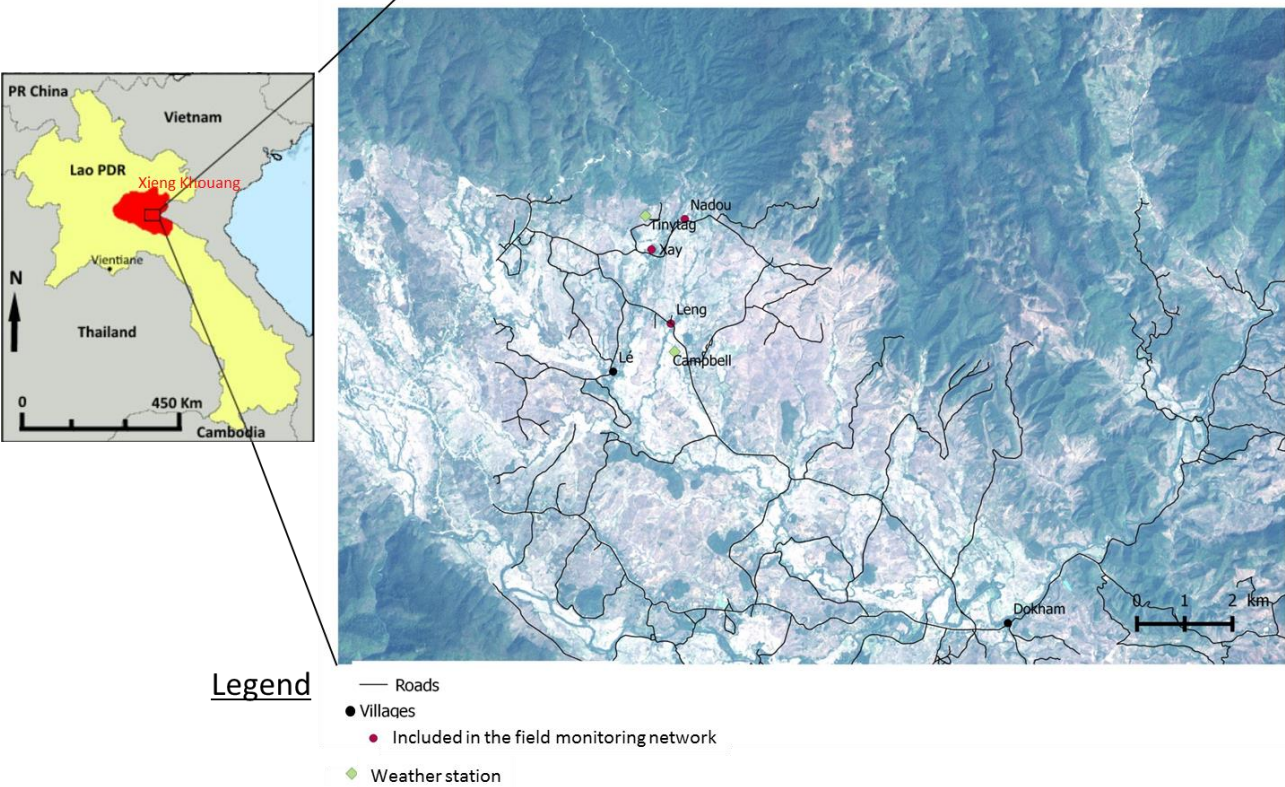 PR China
Vietnam
Lao PDR
Xieng Khouang
Vientiane
N
Thailand
0 450 Km
Cambodia
Nadou
Tinytag
Xay
Leng
Campbell
Lé
Dokham
0 1 2 km
Legend
Roads
Villages
Included in the field monitoring network
Weather station